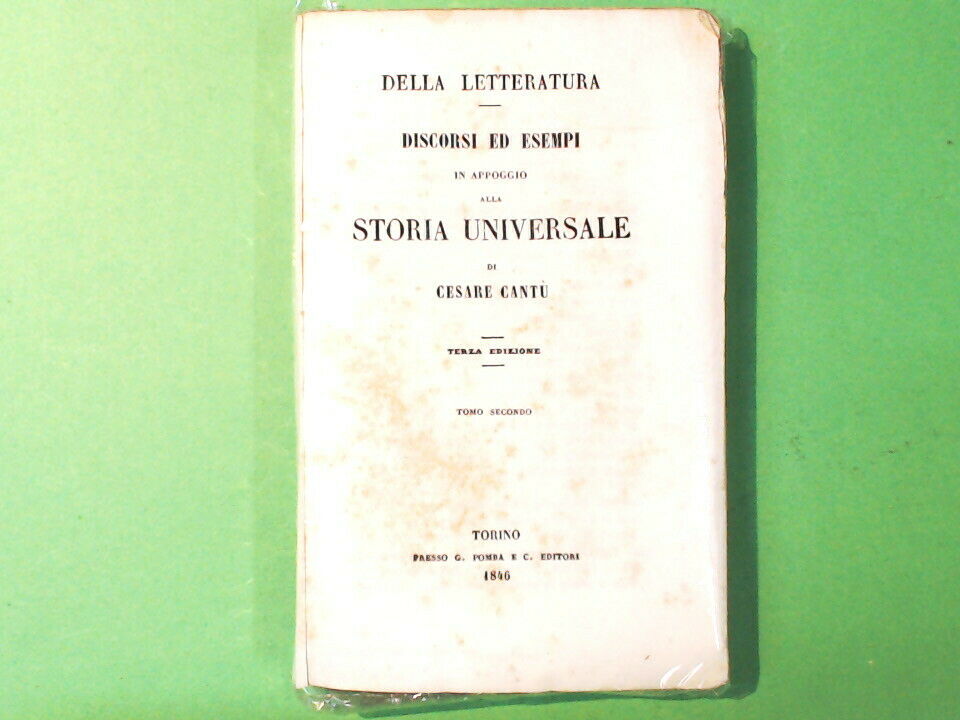 DELLA LETTERATURA
DISCORSI ED ESEMPI
IN APPOGGIO
ALLA
STORIA UNIVERSALE
DI
CESARE CANTÙ
TERZA EDIZIONE
TOMO SECONDO
TORINO
PRESSO G. POMBA E C. EDITORI
1846